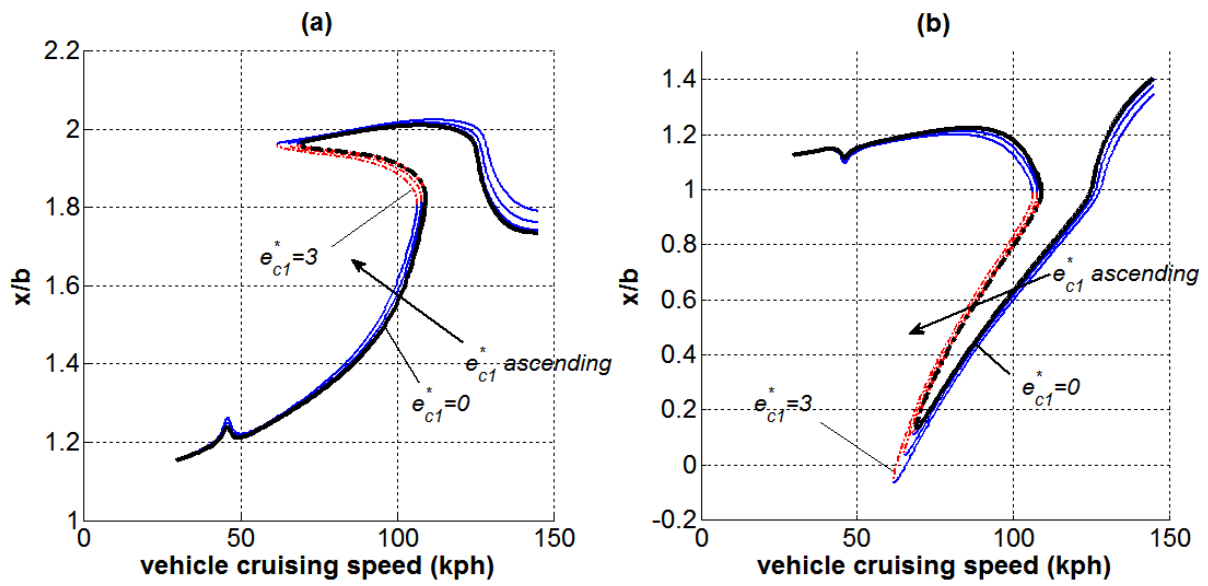 (a)
2.2
2
1.8
1.6
1.4
1.2
1
0
50
100
150
x/b
vehicle cruising speed (kph)
e*c1=3
e*c1 ascending
e*c1=0
(b)
1.4
1.2
1
0.8
0.6
0.4
0.2
0
-0.2
0
50
100
150
x/b
vehicle cruising speed (kph)
e*c1 ascending
e*c1=0
e*c1=3